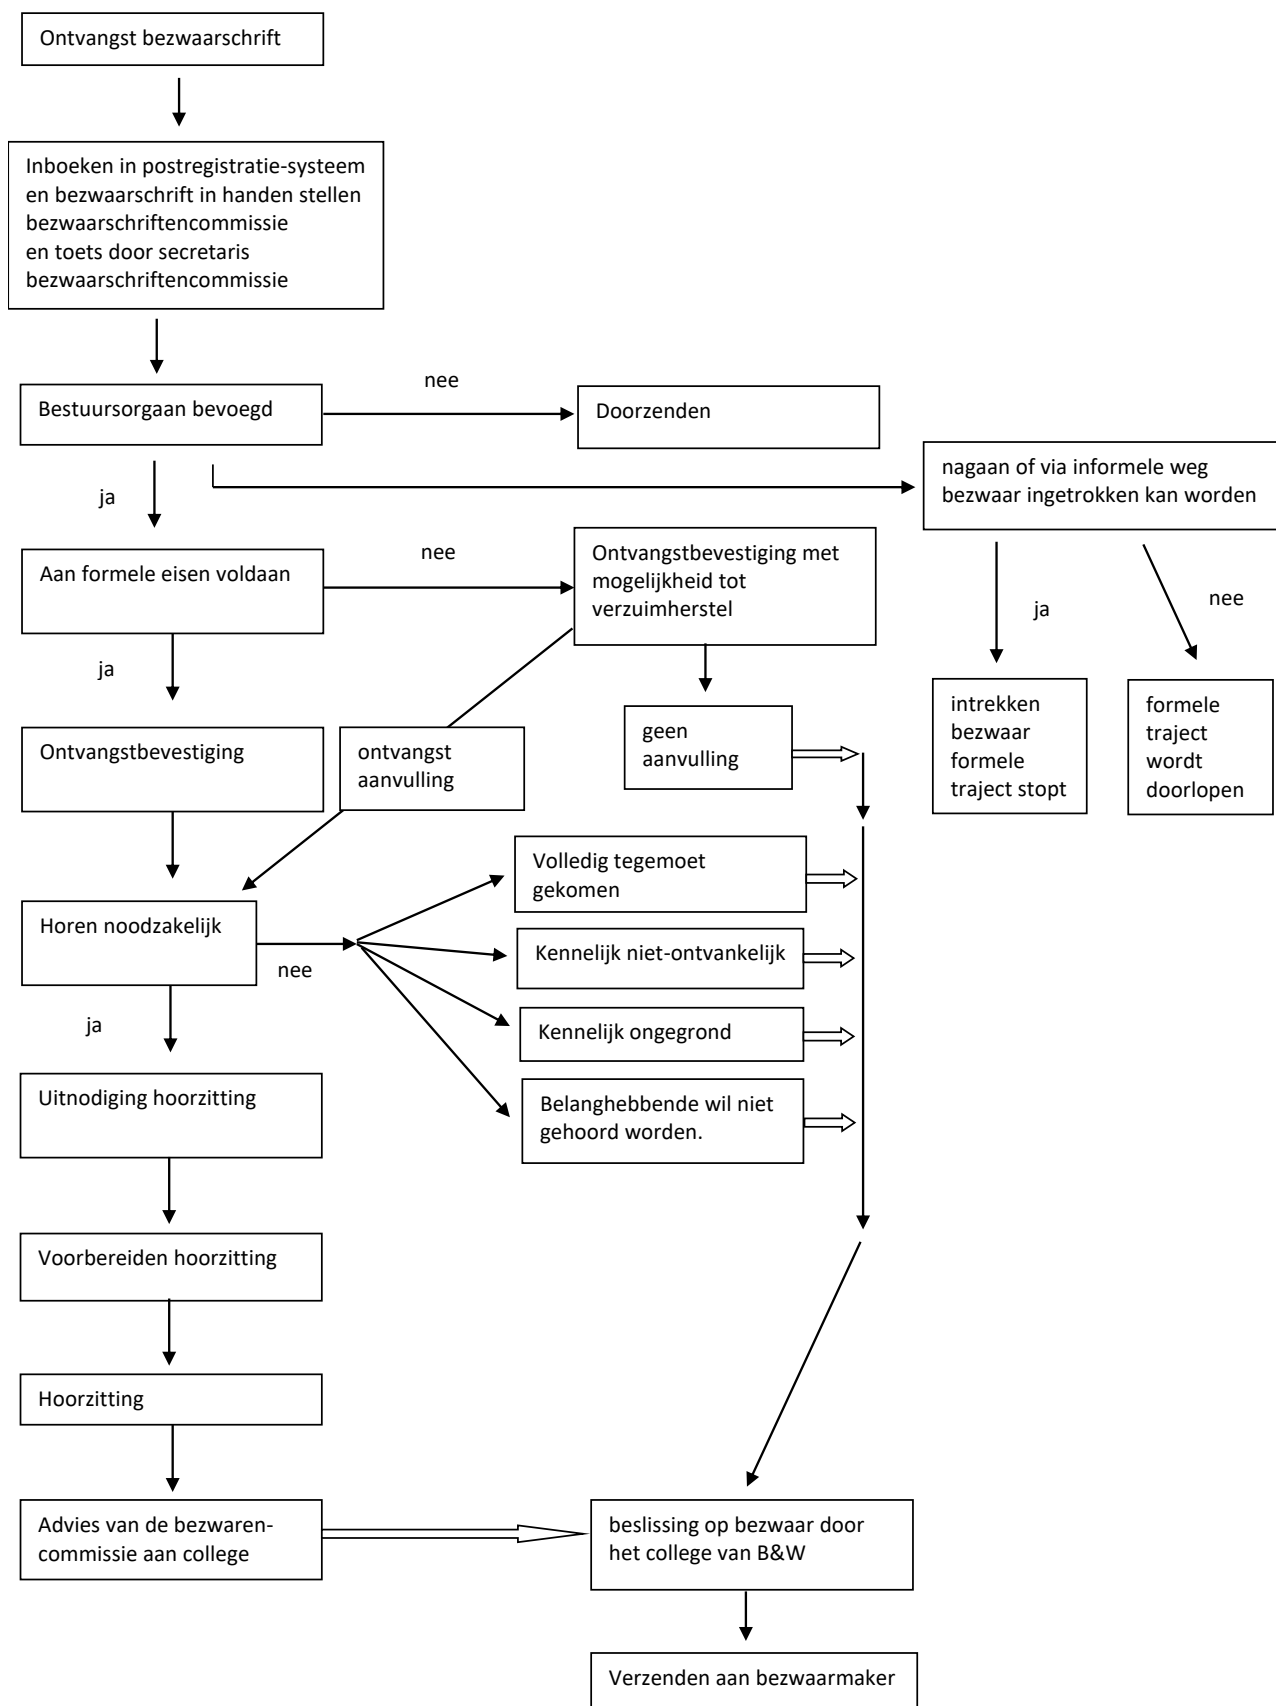 Ontvangst bezwaarschrift
Inboeken in postregistratie-systeem
en bezwaarschrift in handen stellen
bezwaarschriftencommissie
en toets door secretaris
bezwaarschriftencommissie
nee
Bestuursorgaan bevoegd
Doorzenden
nagaan of via informele weg
bezwaar ingetrokken kan worden
ja
nee
Aan formele eisen voldaan
Ontvangstbevestiging met
mogelijkheid tot
verzuimherstel
ja
nee
ja
intrekken
bezwaar
formele
traject stopt
formele
traject
wordt
doorlopen
Ontvangstbevestiging
ontvangst
aanvulling
geen
aanvulling
Volledig tegemoet
gekomen
Horen noodzakelijk
nee
Kennelijk niet-ontvankelijk
ja
Kennelijk ongegrond
Uitnodiging hoorzitting
Belanghebbende wil niet
gehoord worden.
Voorbereiden hoorzitting
Hoorzitting
Advies van de bezwaren-
commissie aan college
beslissing op bezwaar door
het college van B&W
Verzenden aan bezwaarmaker